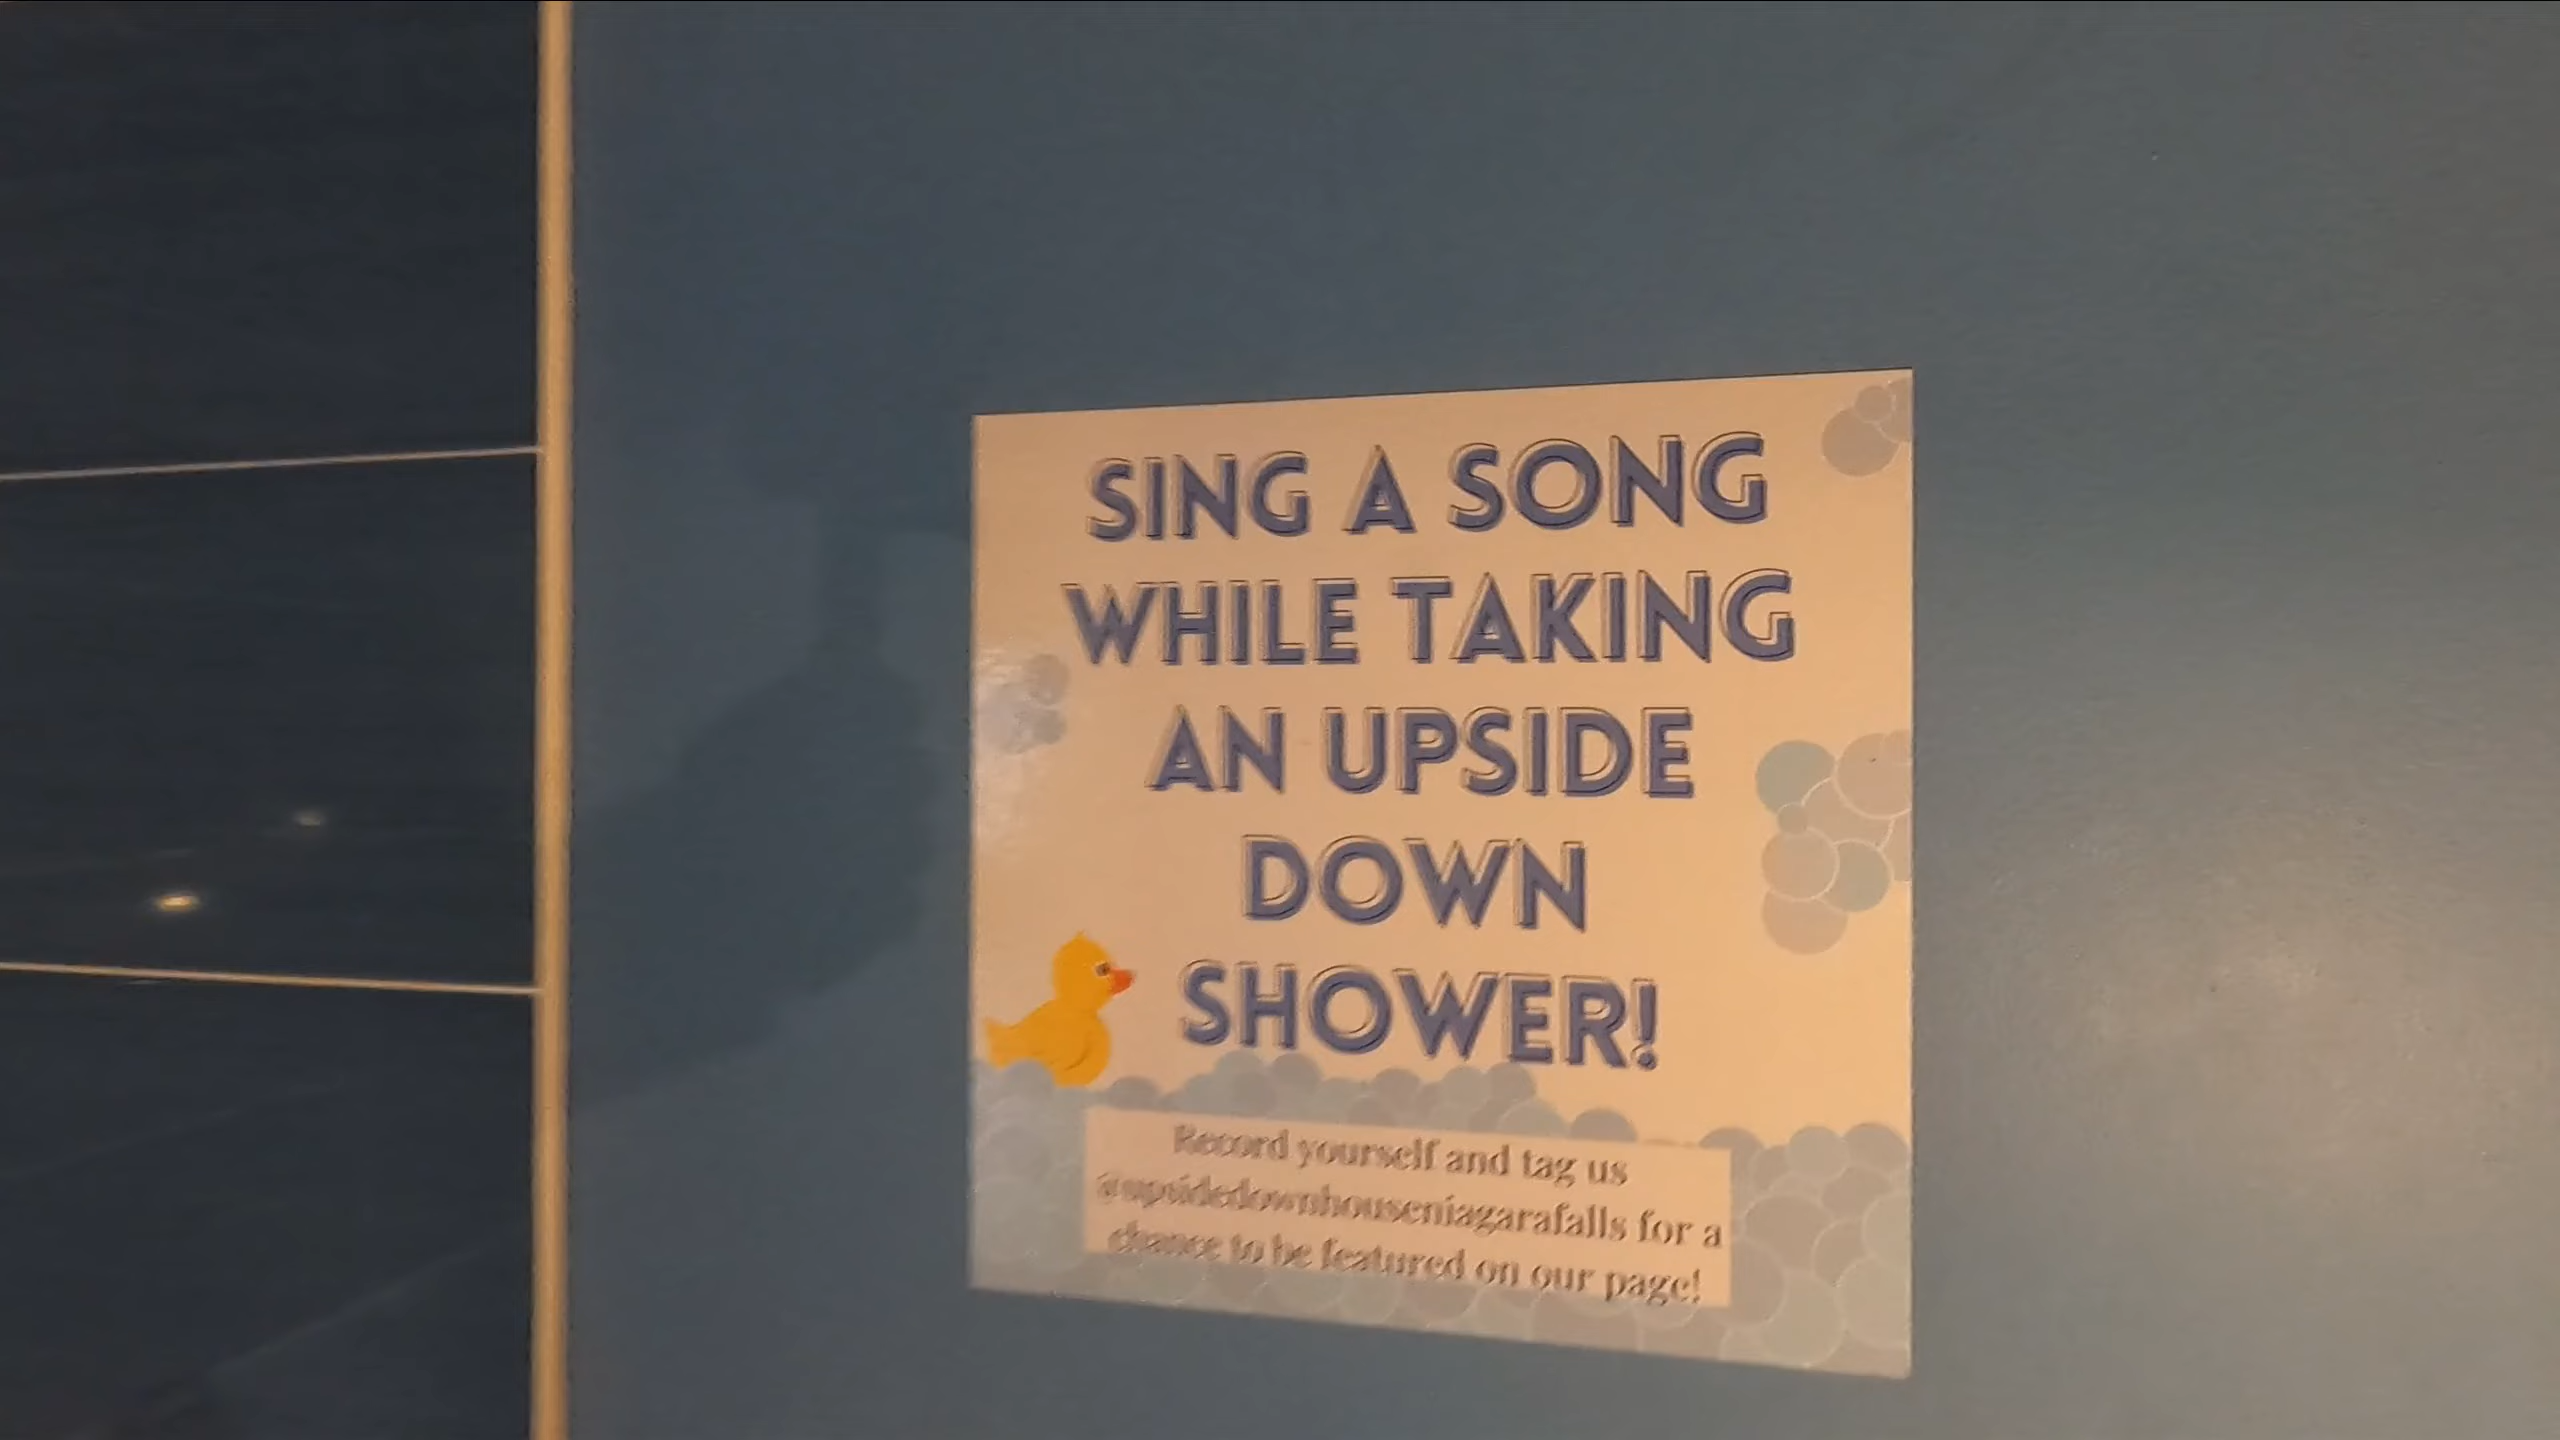 SING A SONG
WHILE TAKING
AN UPSIDE
DOWN
SHOWER!
Record yourself and tag us
@upsidedownhouseniagarafalls for a
chance to be featured on our page!